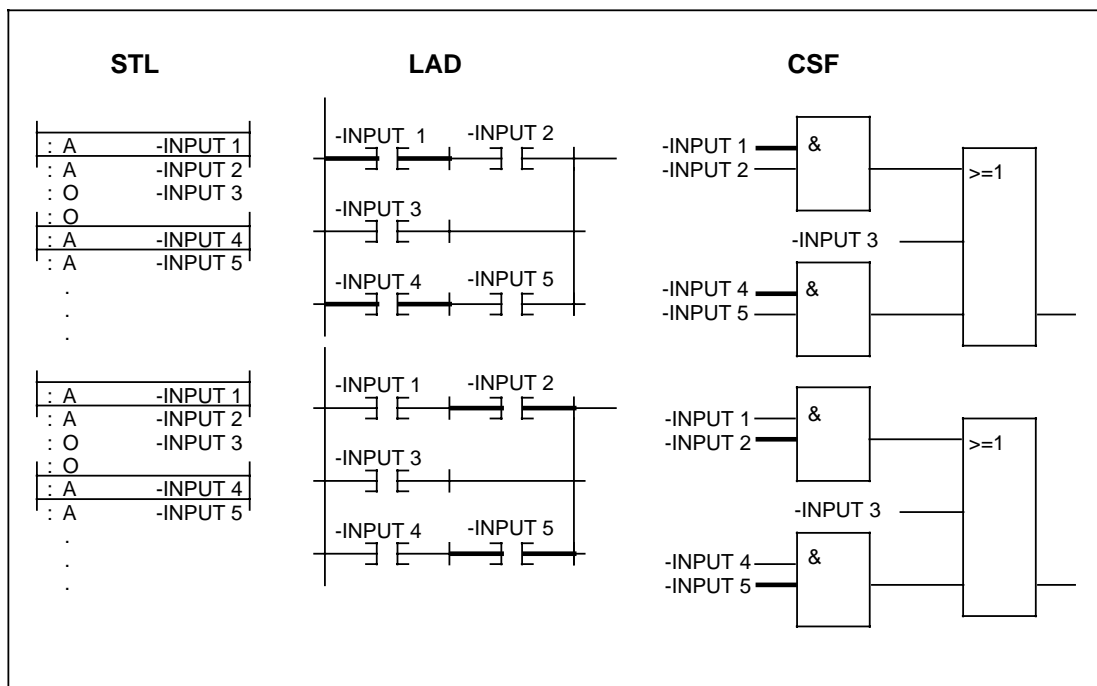 STL
LAD
CSF
: A -INPUT 1
: A -INPUT 2
: O -INPUT 3
: O
: A -INPUT 4
: A -INPUT 5
.
.
.
-INPUT 1 -INPUT 2
-INPUT 3
-INPUT 4 -INPUT 5
-INPUT 1
-INPUT 2
&
>=1
-INPUT 3
-INPUT 4
-INPUT 5
&
: A -INPUT 1
: A -INPUT 2
: O -INPUT 3
: O
: A -INPUT 4
: A -INPUT 5
.
.
.
-INPUT 1 -INPUT 2
-INPUT 3
-INPUT 4 -INPUT 5
-INPUT 1
-INPUT 2
&
>=1
-INPUT 3
-INPUT 4
-INPUT 5
&